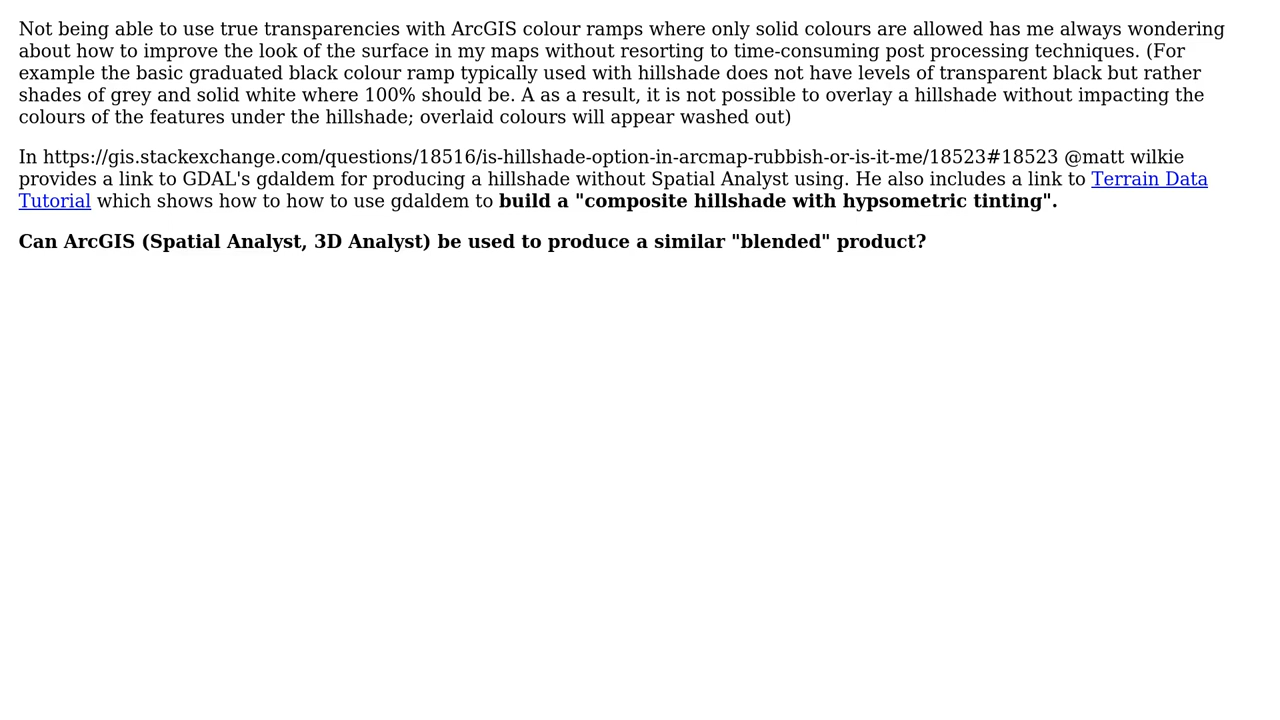 Not being able to use true transparencies with ArcGIS colour ramps where only solid colours are allowed has me always wondering
about how to improve the look of the surface in my maps without resorting to time-consuming post processing techniques. (For
example the basic graduated black colour ramp typically used with hillshade does not have levels of transparent black but rather
shades of grey and solid white where 100% should be. A as a result, it is not possible to overlay a hillshade without impacting the
colours of the features under the hillshade; overlaid colours will appear washed out)
In https://gis.stackexchange.com/questions/18516/is-hillshade-option-in-arcmap-rubbish-or-is-it-me/18523#18523 @matt wilkie
provides a link to GDAL's gdaldem for producing a hillshade without Spatial Analyst using. He also includes a link to Terrain Data
Tutorial which shows how to how to use gdaldem to build a "composite hillshade with hypsometric tinting".
Can ArcGIS (Spatial Analyst, 3D Analyst) be used to produce a similar "blended" product?